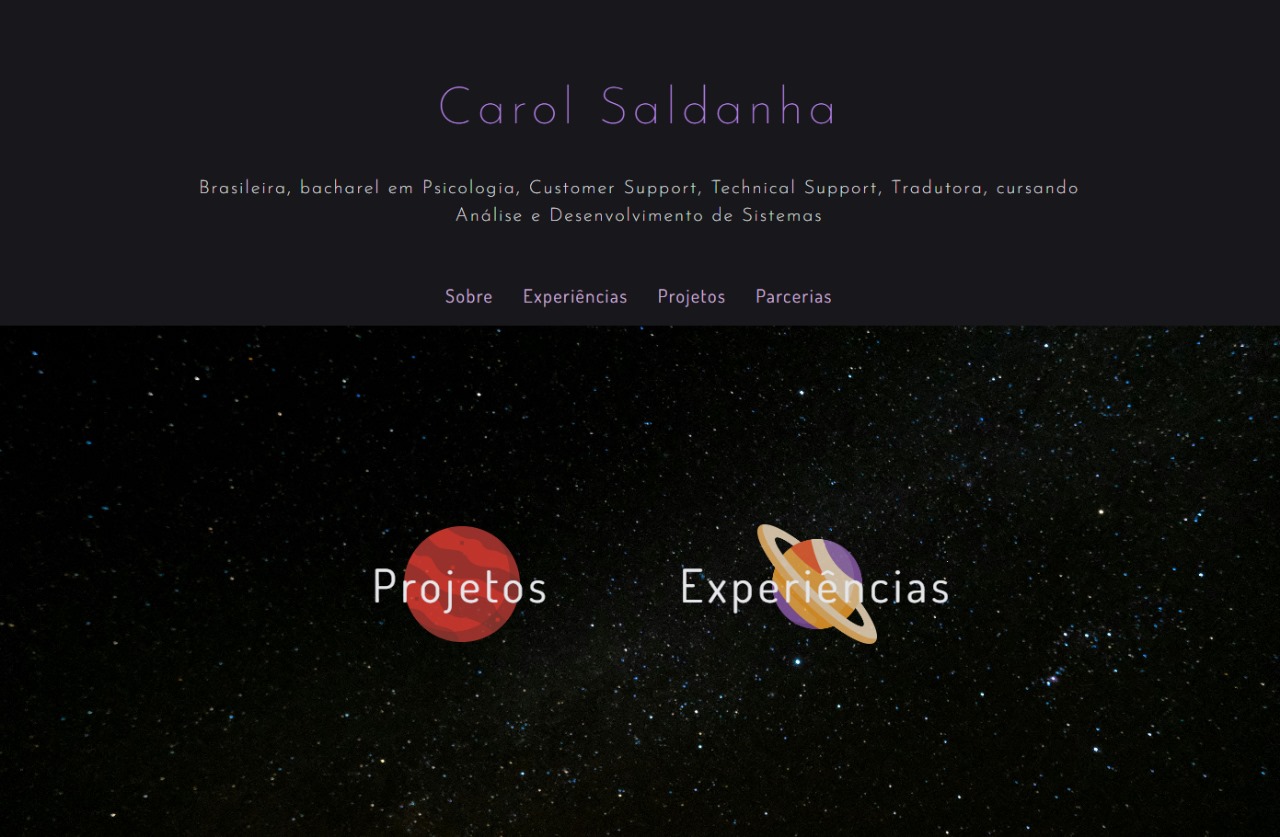 Carol Saldanha
Brasileira, bacharel em Psicologia, Customer Support, Technical Support, Tradutora, cursando
Análise e Desenvolvimento de Sistemas
Sobre Experiências Projetos Parcerias
Projetos Experiências